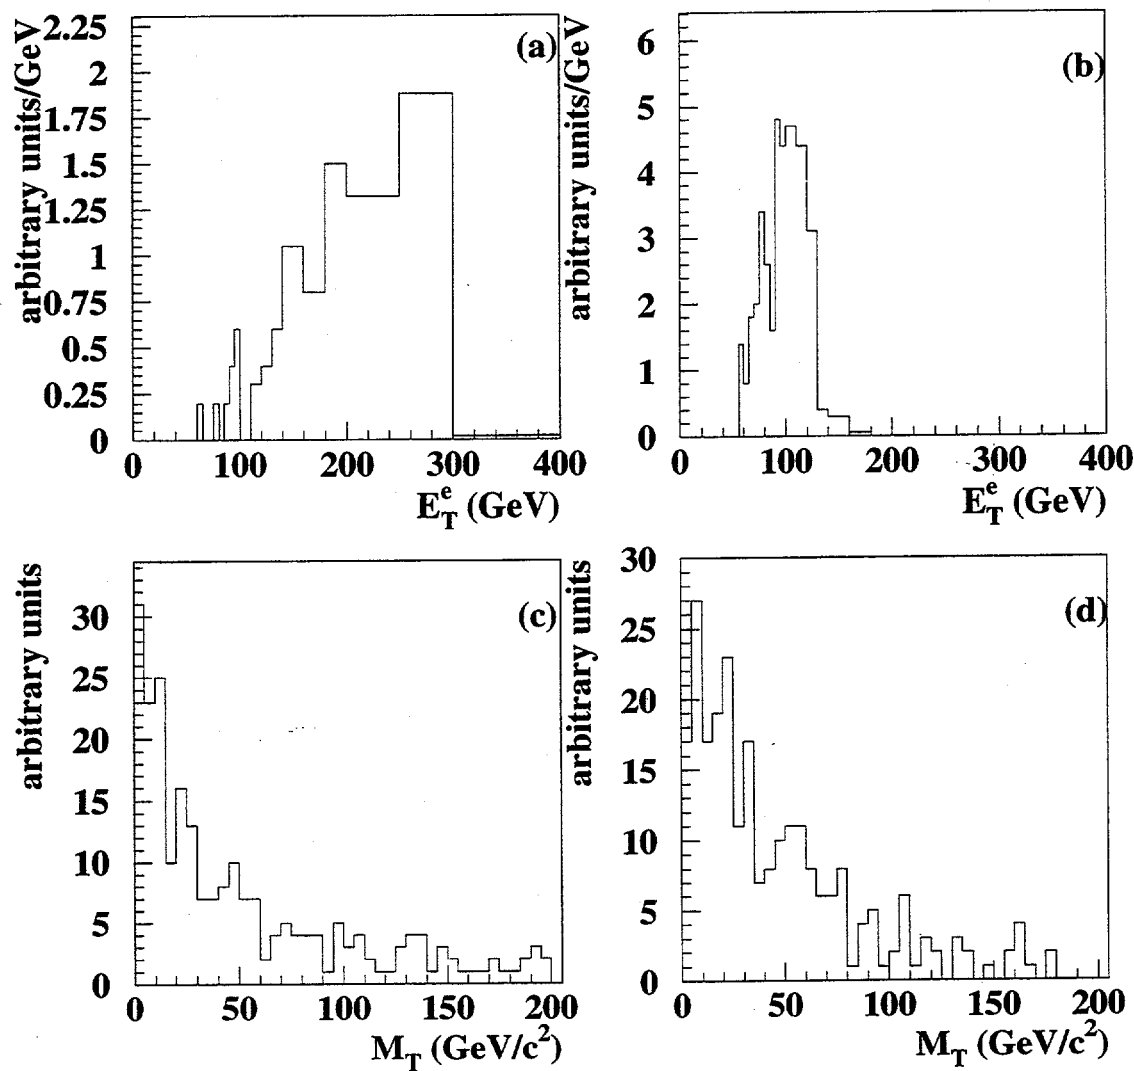 arbitrary units/GeV
2.25
2
1.75
1.5
1.25
1
0.75
0.5
0.25
0
(a)
0 100 200 300 400
E_T^e (GeV)
arbitrary units/GeV
6
5
4
3
2
1
0
(b)
0 100 200 300 400
E_T^e (GeV)
arbitrary units
30
25
20
15
10
5
0
(c)
0 50 100 150 200
M_T (GeV/c^2)
arbitrary units
30
25
20
15
10
5
0
(d)
0 50 100 150 200
M_T (GeV/c^2)